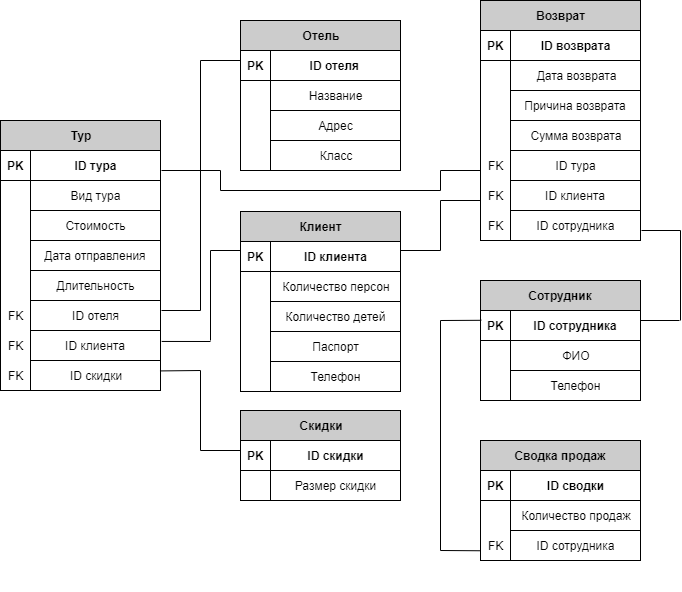 Отель
PK ID отеля
Название
Адрес
Класс
Возврат
PK ID возврата
Дата возврата
Причина возврата
Сумма возврата
FK ID тура
FK ID клиента
FK ID сотрудника
Тур
PK ID тура
Вид тура
Стоимость
Дата отправления
Длительность
FK ID отеля
FK ID клиента
FK ID скидки
Клиент
PK ID клиента
Количество персон
Количество детей
Паспорт
Телефон
Сотрудник
PK ID сотрудника
ФИО
Телефон
Скидки
PK ID скидки
Размер скидки
Сводка продаж
PK ID сводки
Количество продаж
FK ID сотрудника